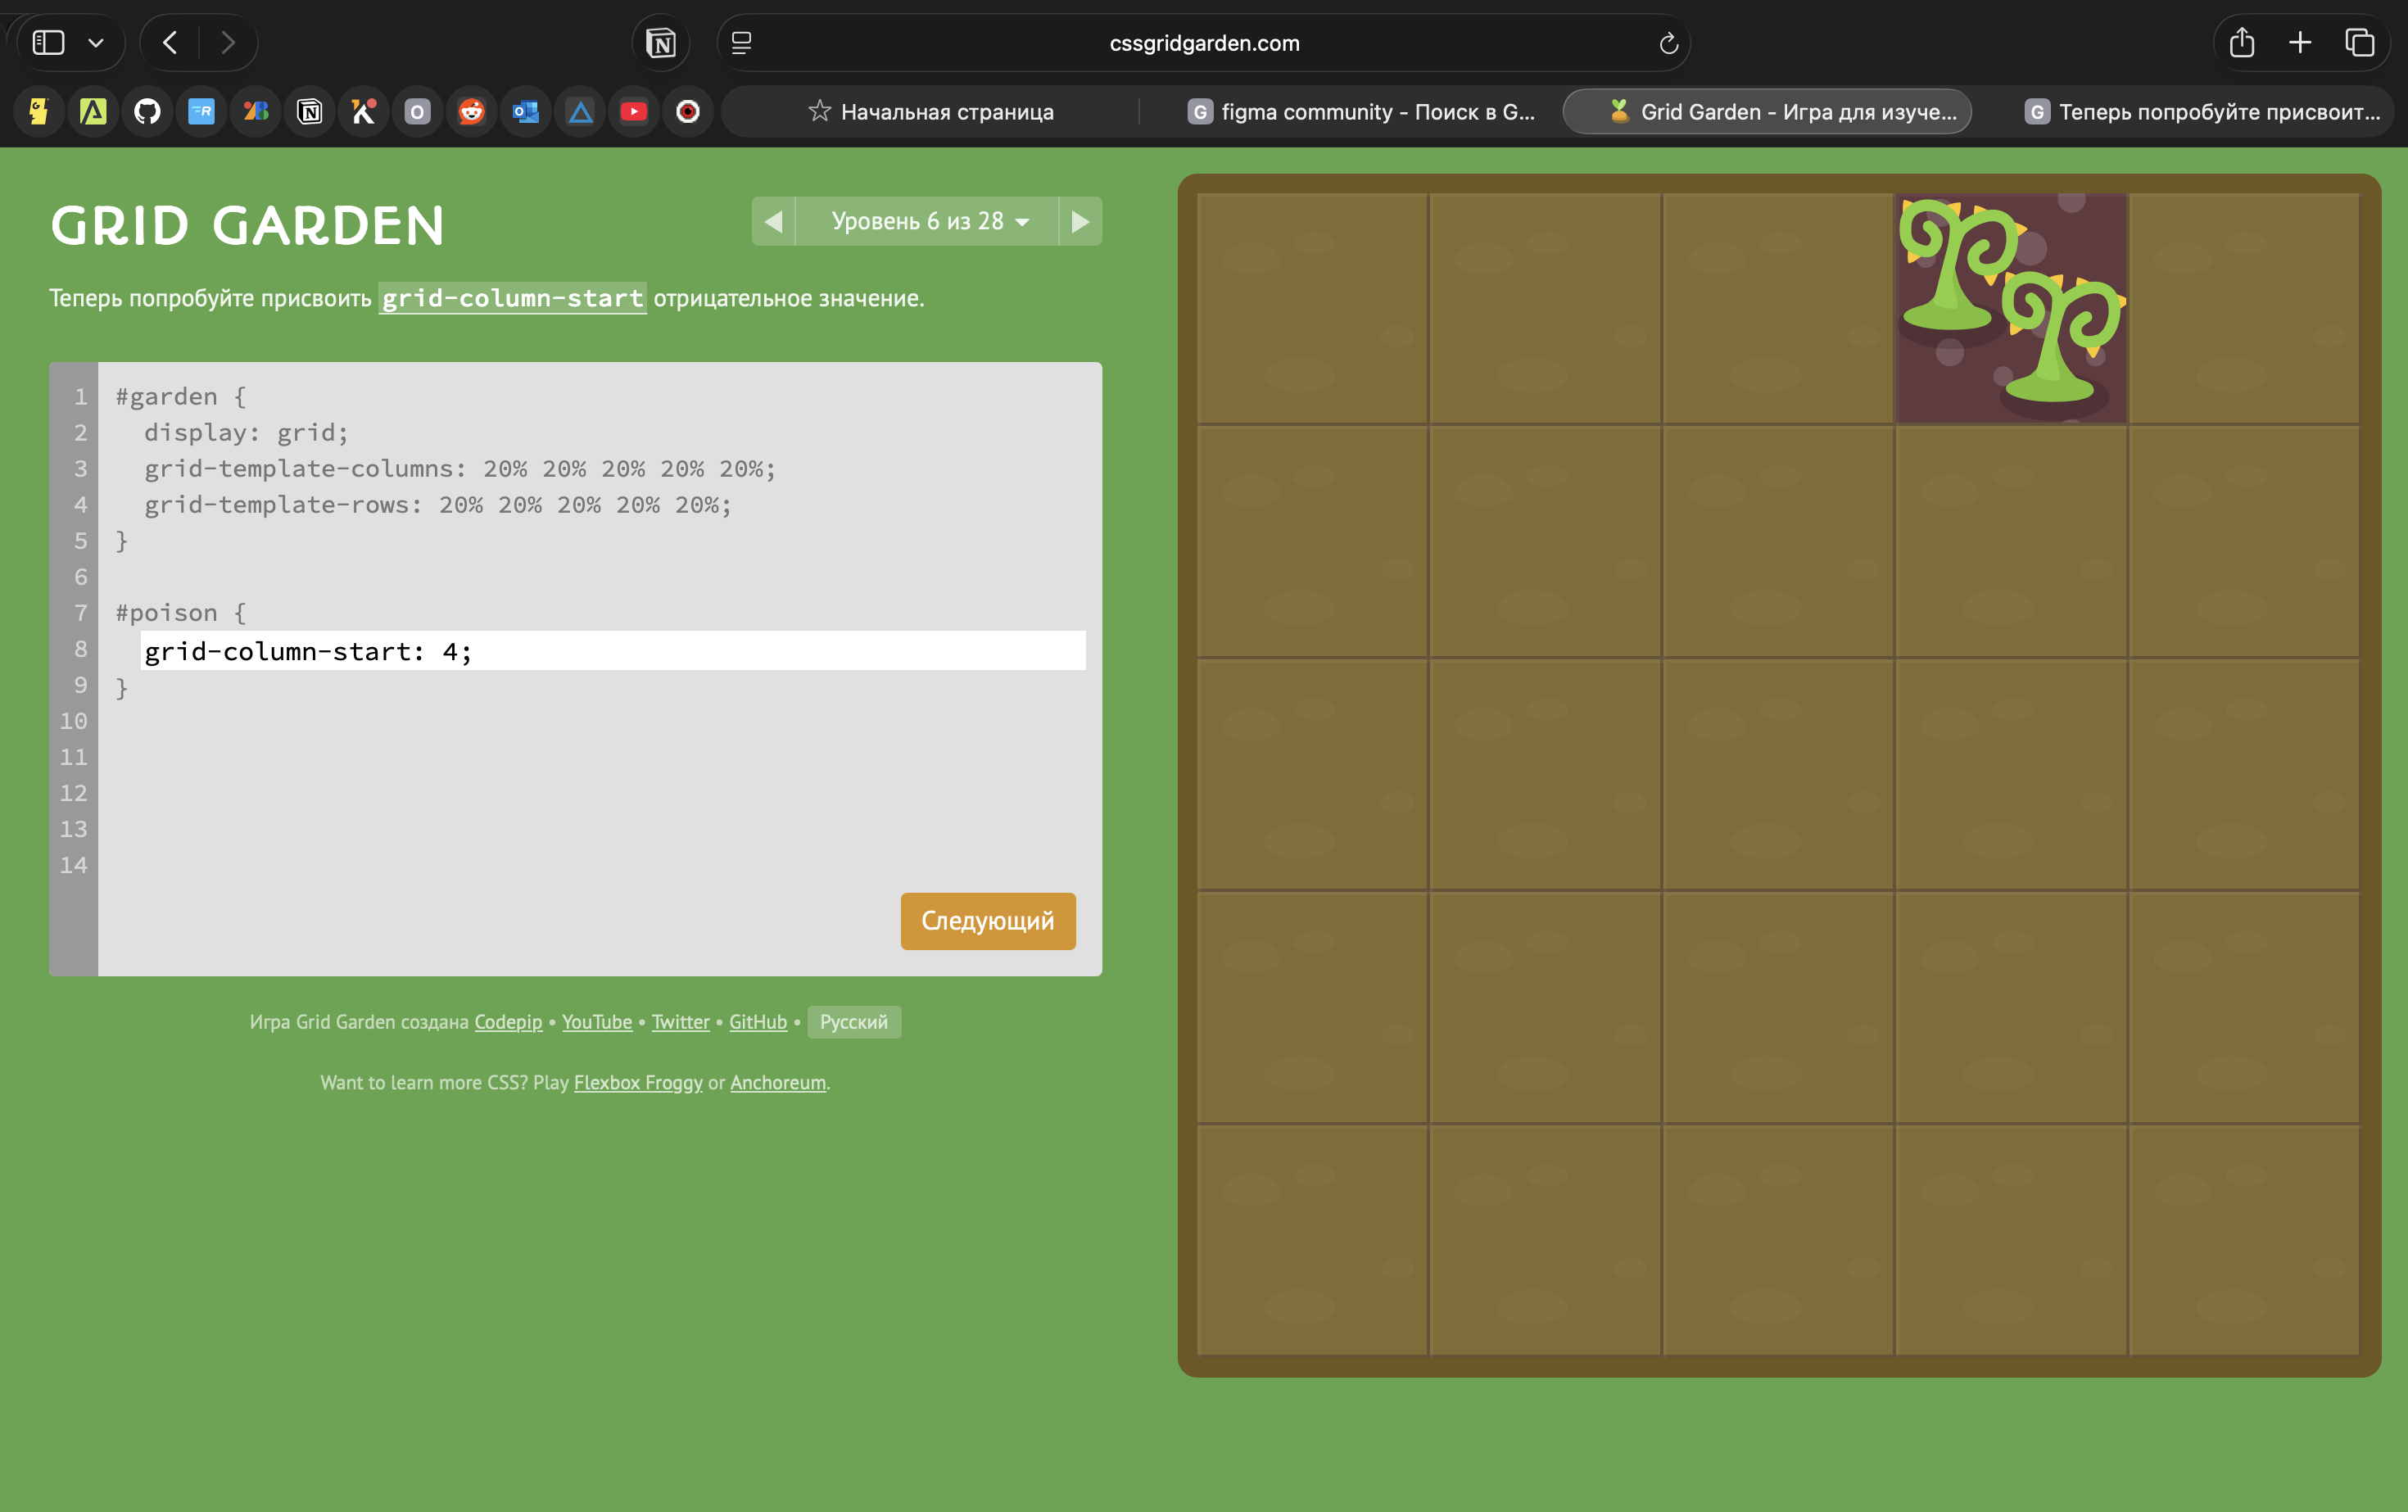 cssgridgarden.com
Начальная страница
figma community - Поиск в G...
Grid Garden - Игра для изуче...
Теперь попробуйте присвоит...
GRID GARDEN
Уровень 6 из 28
Теперь попробуйте присвоить grid-column-start отрицательное значение.
1 #garden {
2 display: grid;
3 grid-template-columns: 20% 20% 20% 20% 20%;
4 grid-template-rows: 20% 20% 20% 20% 20%;
5 }
6
7 #poison {
8 grid-column-start: 4;
9 }
10
11
12
13
14
Следующий
Игра Grid Garden создана Codepip • YouTube • Twitter • GitHub • Русский
Want to learn more CSS? Play Flexbox Froggy or Anchoreum.